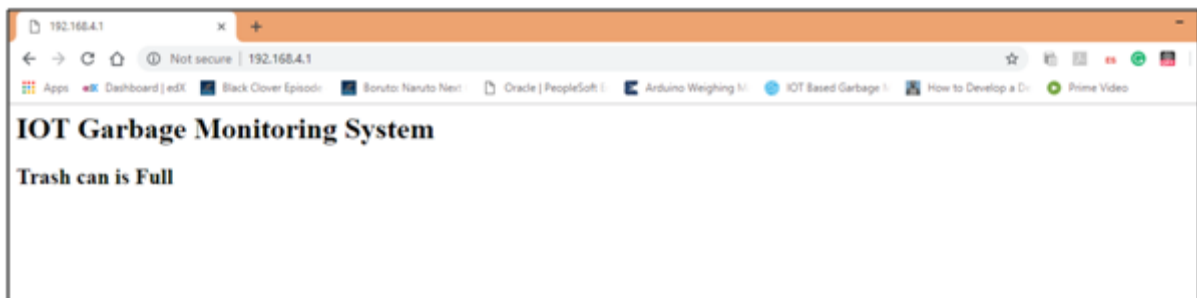 192.168.4.1
Not secure | 192.168.4.1
Apps edX Dashboard | edX Black Clover Episode Boruto: Naruto Next Oracle | PeopleSoft Arduino Weighing IOT Based Garbage How to Develop a Prime Video
IOT Garbage Monitoring System
Trash can is Full